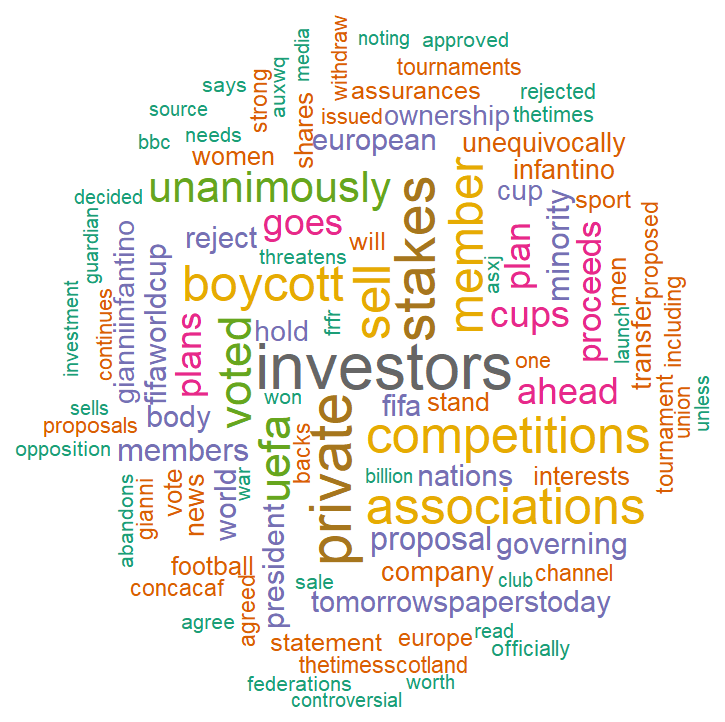 noting
approved
media
withdraw
tournaments
says
strong
auxwq
assurances
rejected
source
shares
issued
ownership
thetimes
bbc
needs
european
unequivocally
women
infantino
decided
unanimously
stakes
member
cup
sport
guardian
goes
plan
minority
reject
will
proposed
gianniinfantino
fifaworldcup
threatens
sell
asxj
proceeds
men
boycott
investment
continues
plans
voted
hold
frfr
cups
launch
transfer
including
investors
one
won
ahead
unless
sells
body
fifa
stand
proposals
uefa
private
competitions
union
tournament
opposition
members
backs
abandons
gianni
vote
news
world
war
billion
nations
interests
associations
president
proposal
governing
football
company
club
channel
concacaf
sale
agreed
tomorrowspaperstoday
agree
statement
europe
read
officially
thetimesscotland
federations
worth
controversial